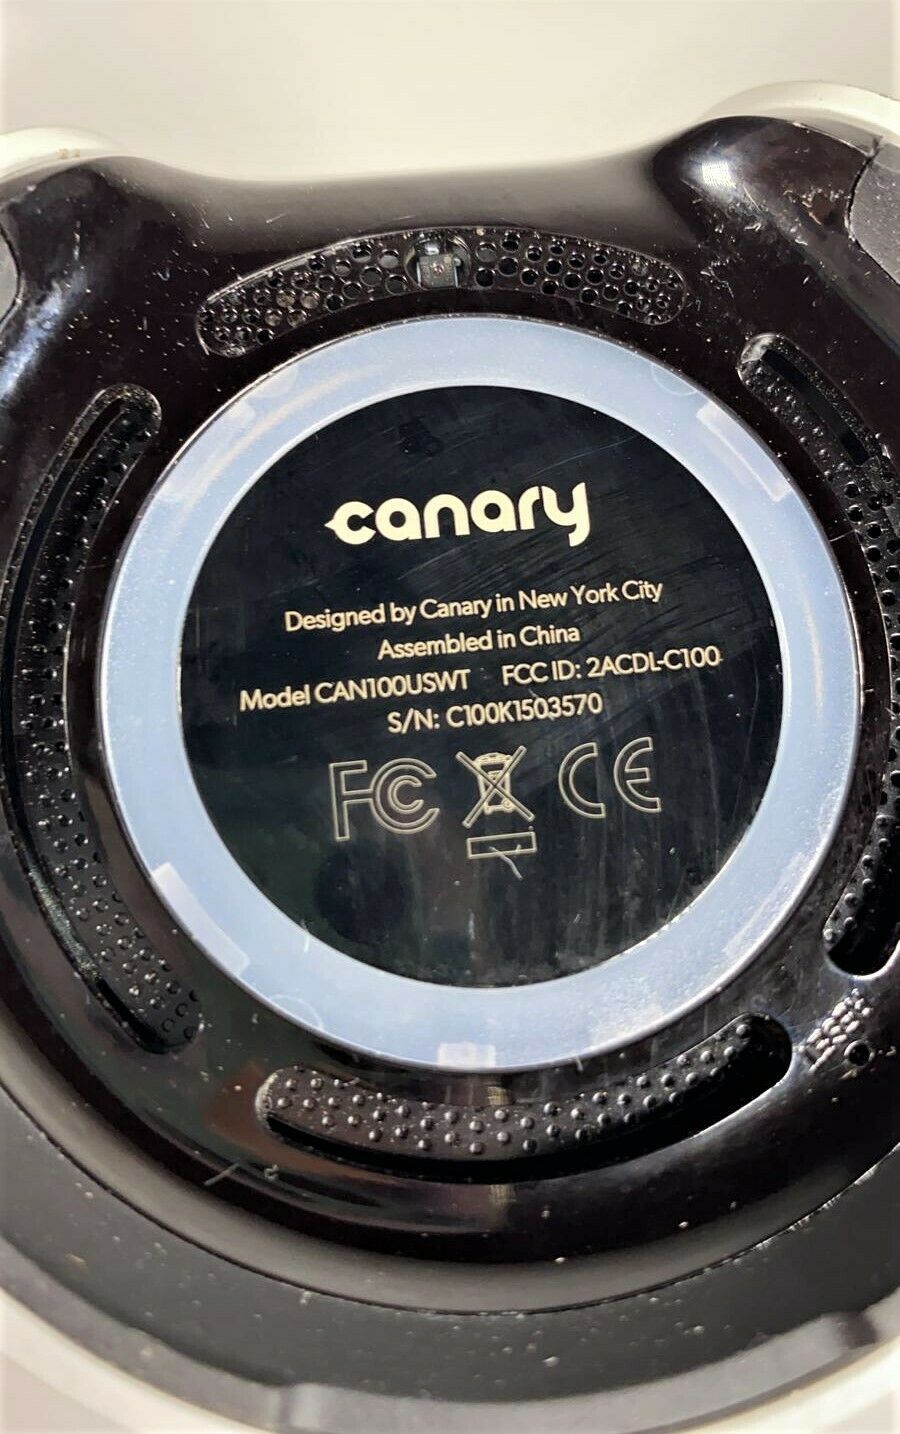 canary
Designed by Canary in New York City
Assembled in China
Model CAN100USWT FCC ID: 2ACDL-C100
S/N: C100K1503570
FC CE
RESET